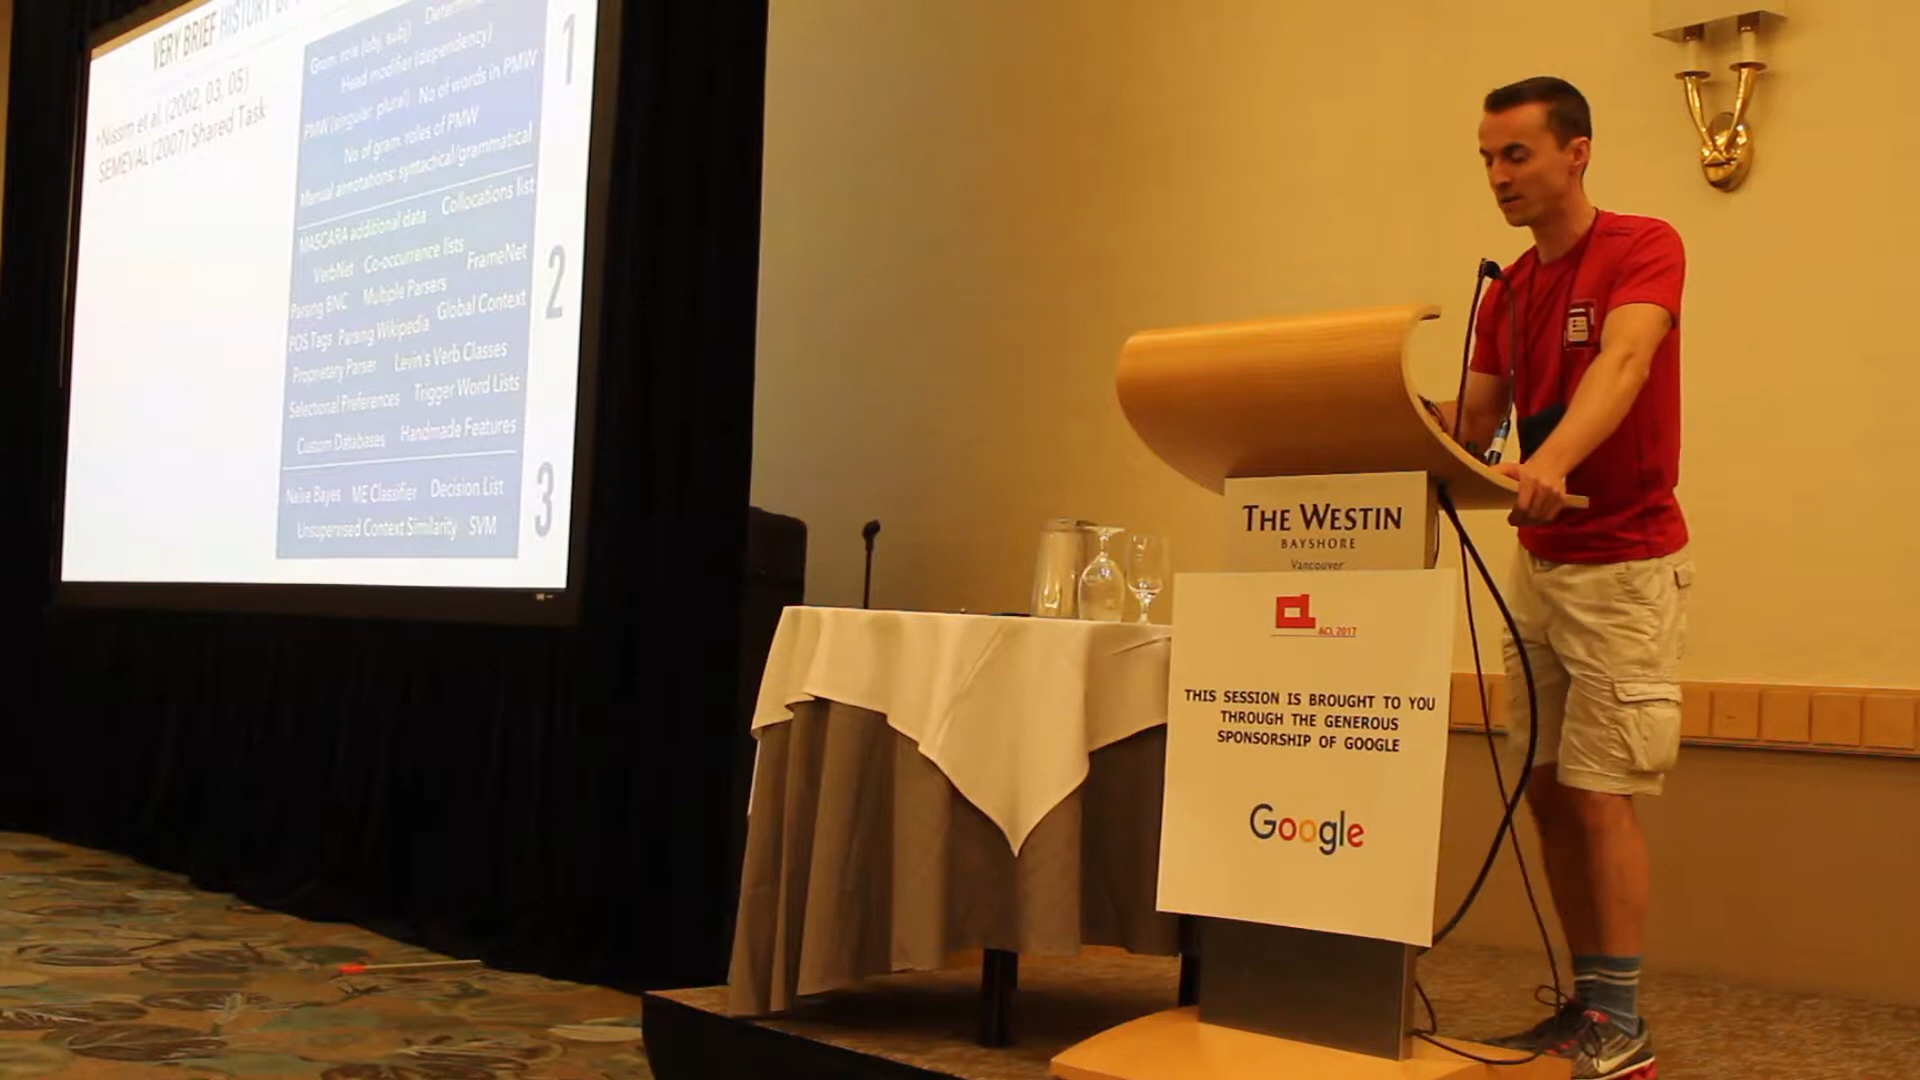 VERY BRIEF HISTORY OF
•Nissim et al. (2002, 03, 05)
SEMEVAL (2007) Shared Task
Gram. role (obj, subj)
Head modifier (dependency)
PMW (singular, plural) No of words in PMW
No of gram. roles of PMW
Manual annotations: syntactical/grammatical
1
MASCARA additional data Collocations list
VerbNet Co-occurrence lists FrameNet
Parsing BNC Multiple Parsers
POS Tags Parsing Wikipedia Global Context
Proprietary Parser Levin's Verb Classes
Selectional Preferences Trigger Word Lists
Custom Databases Handmade Features
2
Naive Bayes ME Classifier Decision List
Unsupervised Context Similarity SVM
3
THE WESTIN
BAYSHORE
Vancouver
ACL 2017
THIS SESSION IS BROUGHT TO YOU
THROUGH THE GENEROUS
SPONSORSHIP OF GOOGLE
Google